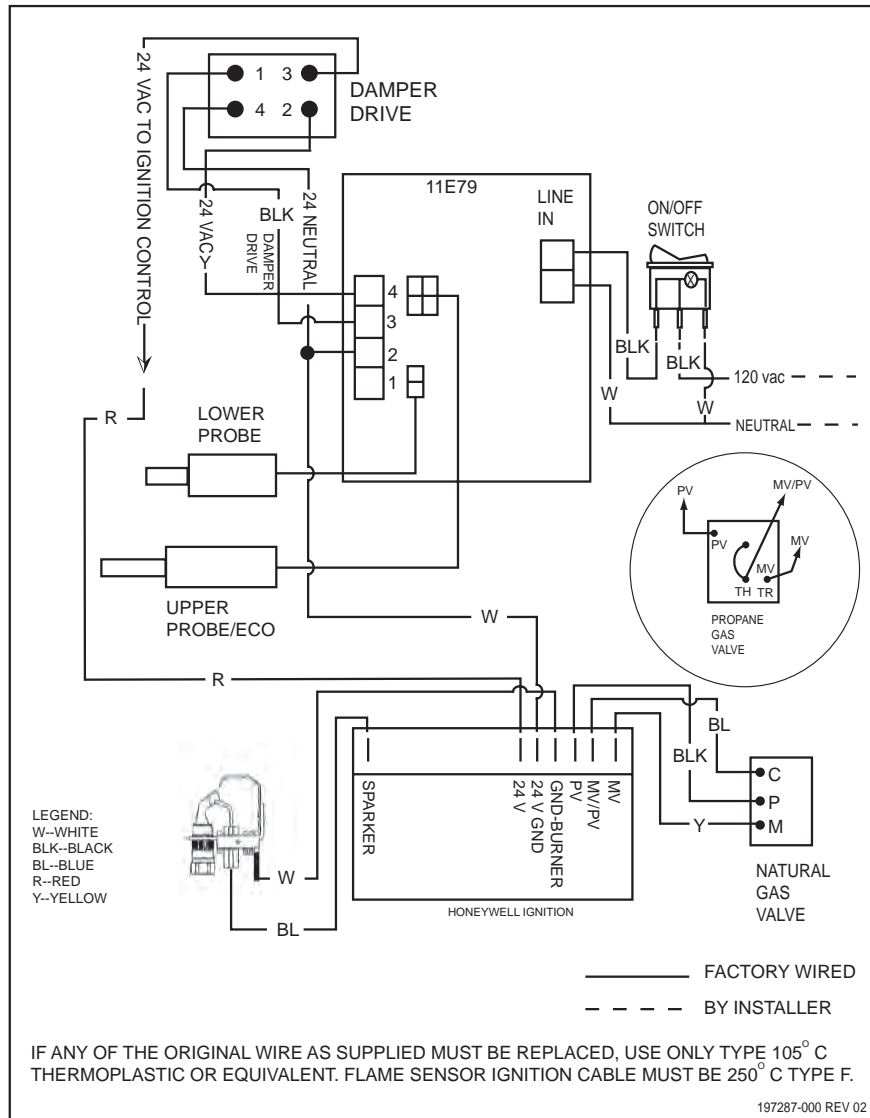 24 VAC TO IGNITION CONTROL
1 3
4 2
DAMPER
DRIVE
24 VAC
Y
BLK
DAMPER
DRIVE
24 NEUTRAL
11E79
LINE
IN
4
3
2
1
ON/OFF
SWITCH
X
BLK
BLK
W
W
120 vac
NEUTRAL
R
LOWER
PROBE
UPPER
PROBE/ECO
W
R
PV
MV/PV
MV
PV
MV
TH TR
PROPANE
GAS
VALVE
BL
BLK
Y
C
P
M
NATURAL
GAS
VALVE
SPARKER
24 V
24 V GND
GND-BURNER
PV
MV/PV
MV
HONEYWELL IGNITION
W
BL
LEGEND:
W--WHITE
BLK--BLACK
BL--BLUE
R--RED
Y--YELLOW
FACTORY WIRED
BY INSTALLER
IF ANY OF THE ORIGINAL WIRE AS SUPPLIED MUST BE REPLACED, USE ONLY TYPE 105° C
THERMOPLASTIC OR EQUIVALENT. FLAME SENSOR IGNITION CABLE MUST BE 250° C TYPE F.
197287-000 REV 02